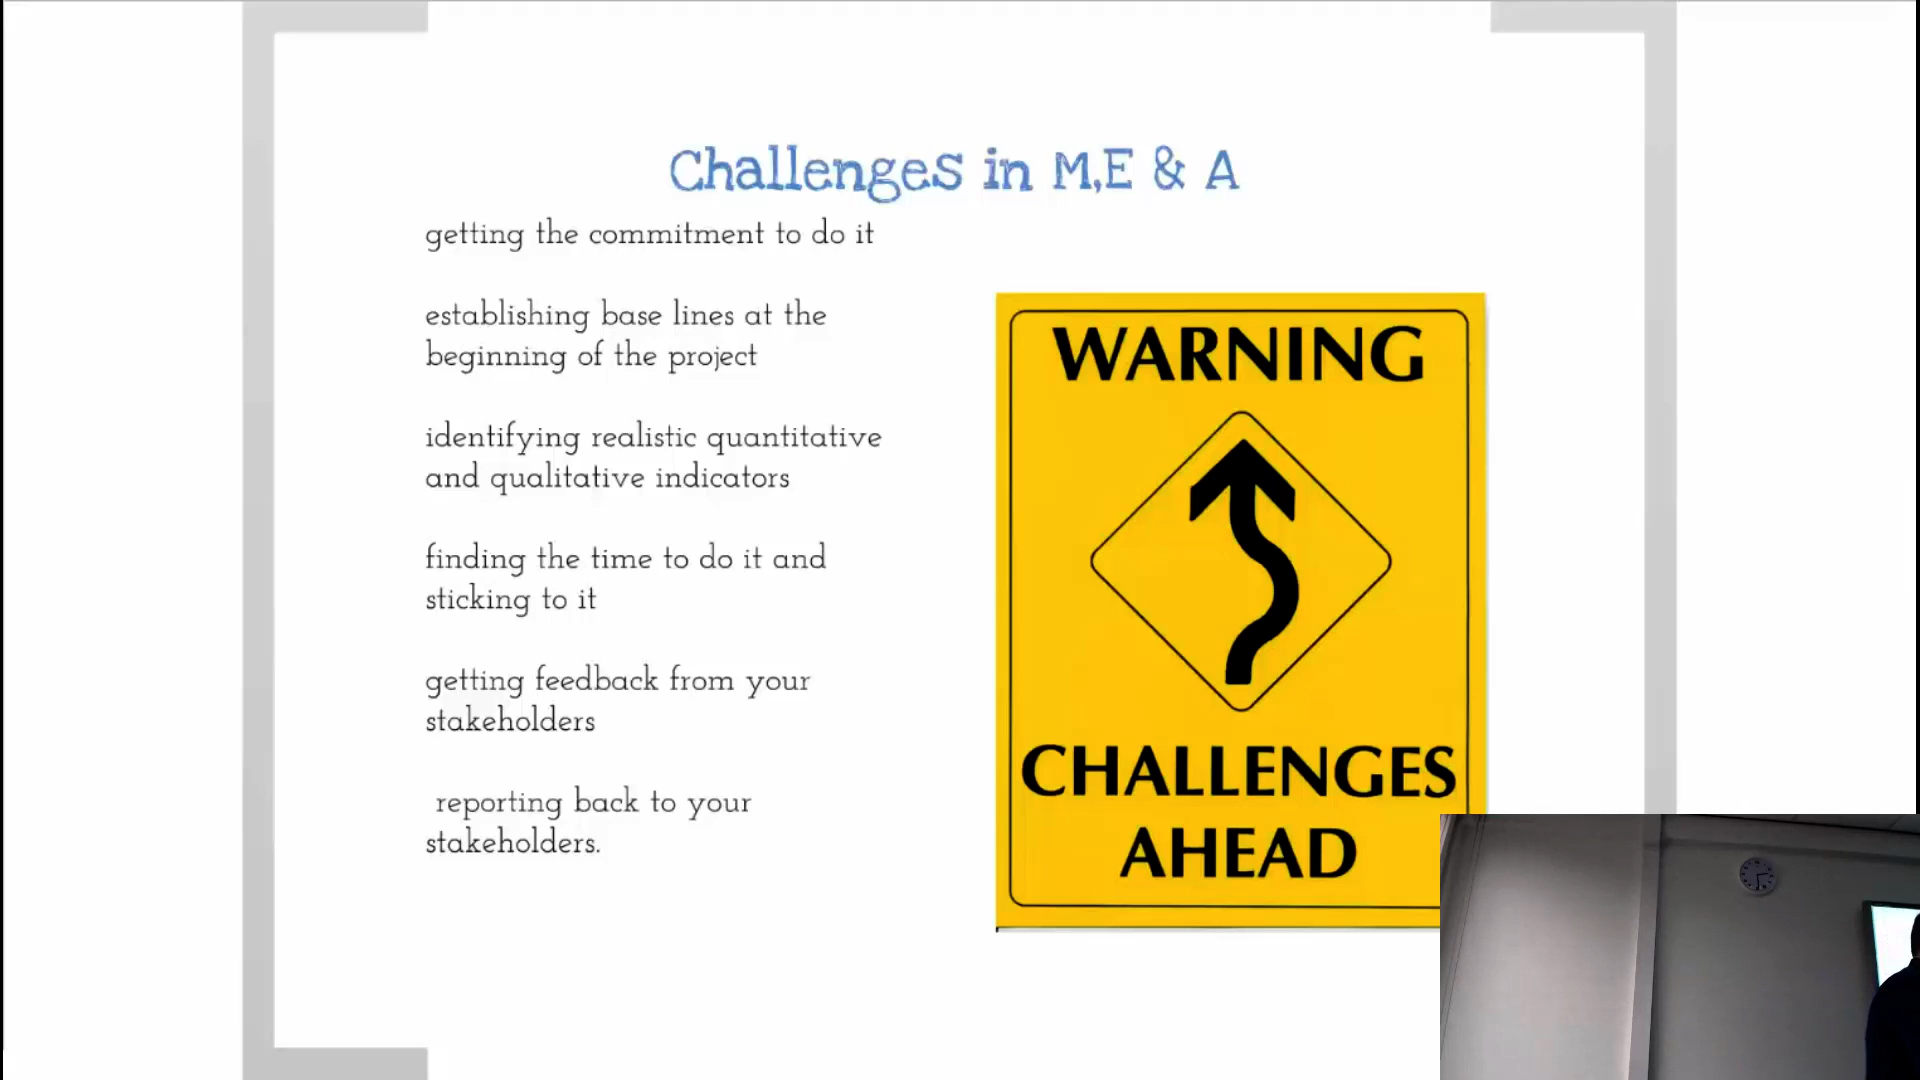 Challenges in M,E & A
getting the commitment to do it
establishing base lines at the
beginning of the project
identifying realistic quantitative
and qualitative indicators
finding the time to do it and
sticking to it
getting feedback from your
stakeholders
reporting back to your
stakeholders.
WARNING
CHALLENGES
AHEAD